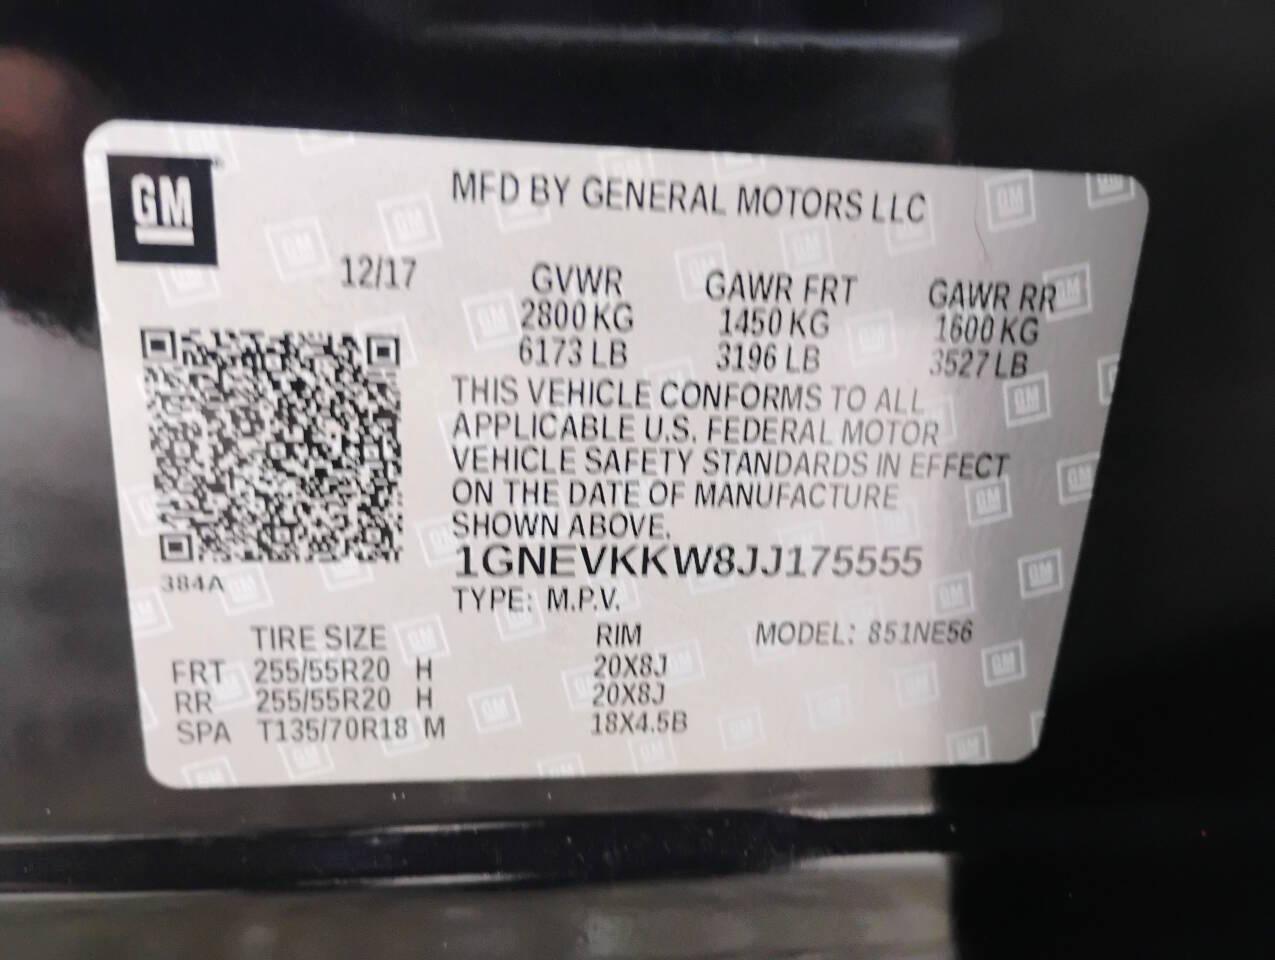 GM
MFD BY GENERAL MOTORS LLC
12/17 GVWR GAWR FRT GAWR RR
2800 KG 1450 KG 1600 KG
6173 LB 3196 LB 3527 LB
THIS VEHICLE CONFORMS TO ALL
APPLICABLE U.S. FEDERAL MOTOR
VEHICLE SAFETY STANDARDS IN EFFECT
ON THE DATE OF MANUFACTURE
SHOWN ABOVE.
1GNEVKKW8JJ175555
384A
TYPE: M.P.V.
TIRE SIZE RIM MODEL: 851NE56
FRT 255/55R20 H 20X8J
RR 255/55R20 H 20X8J
SPA T135/70R18 M 18X4.5B